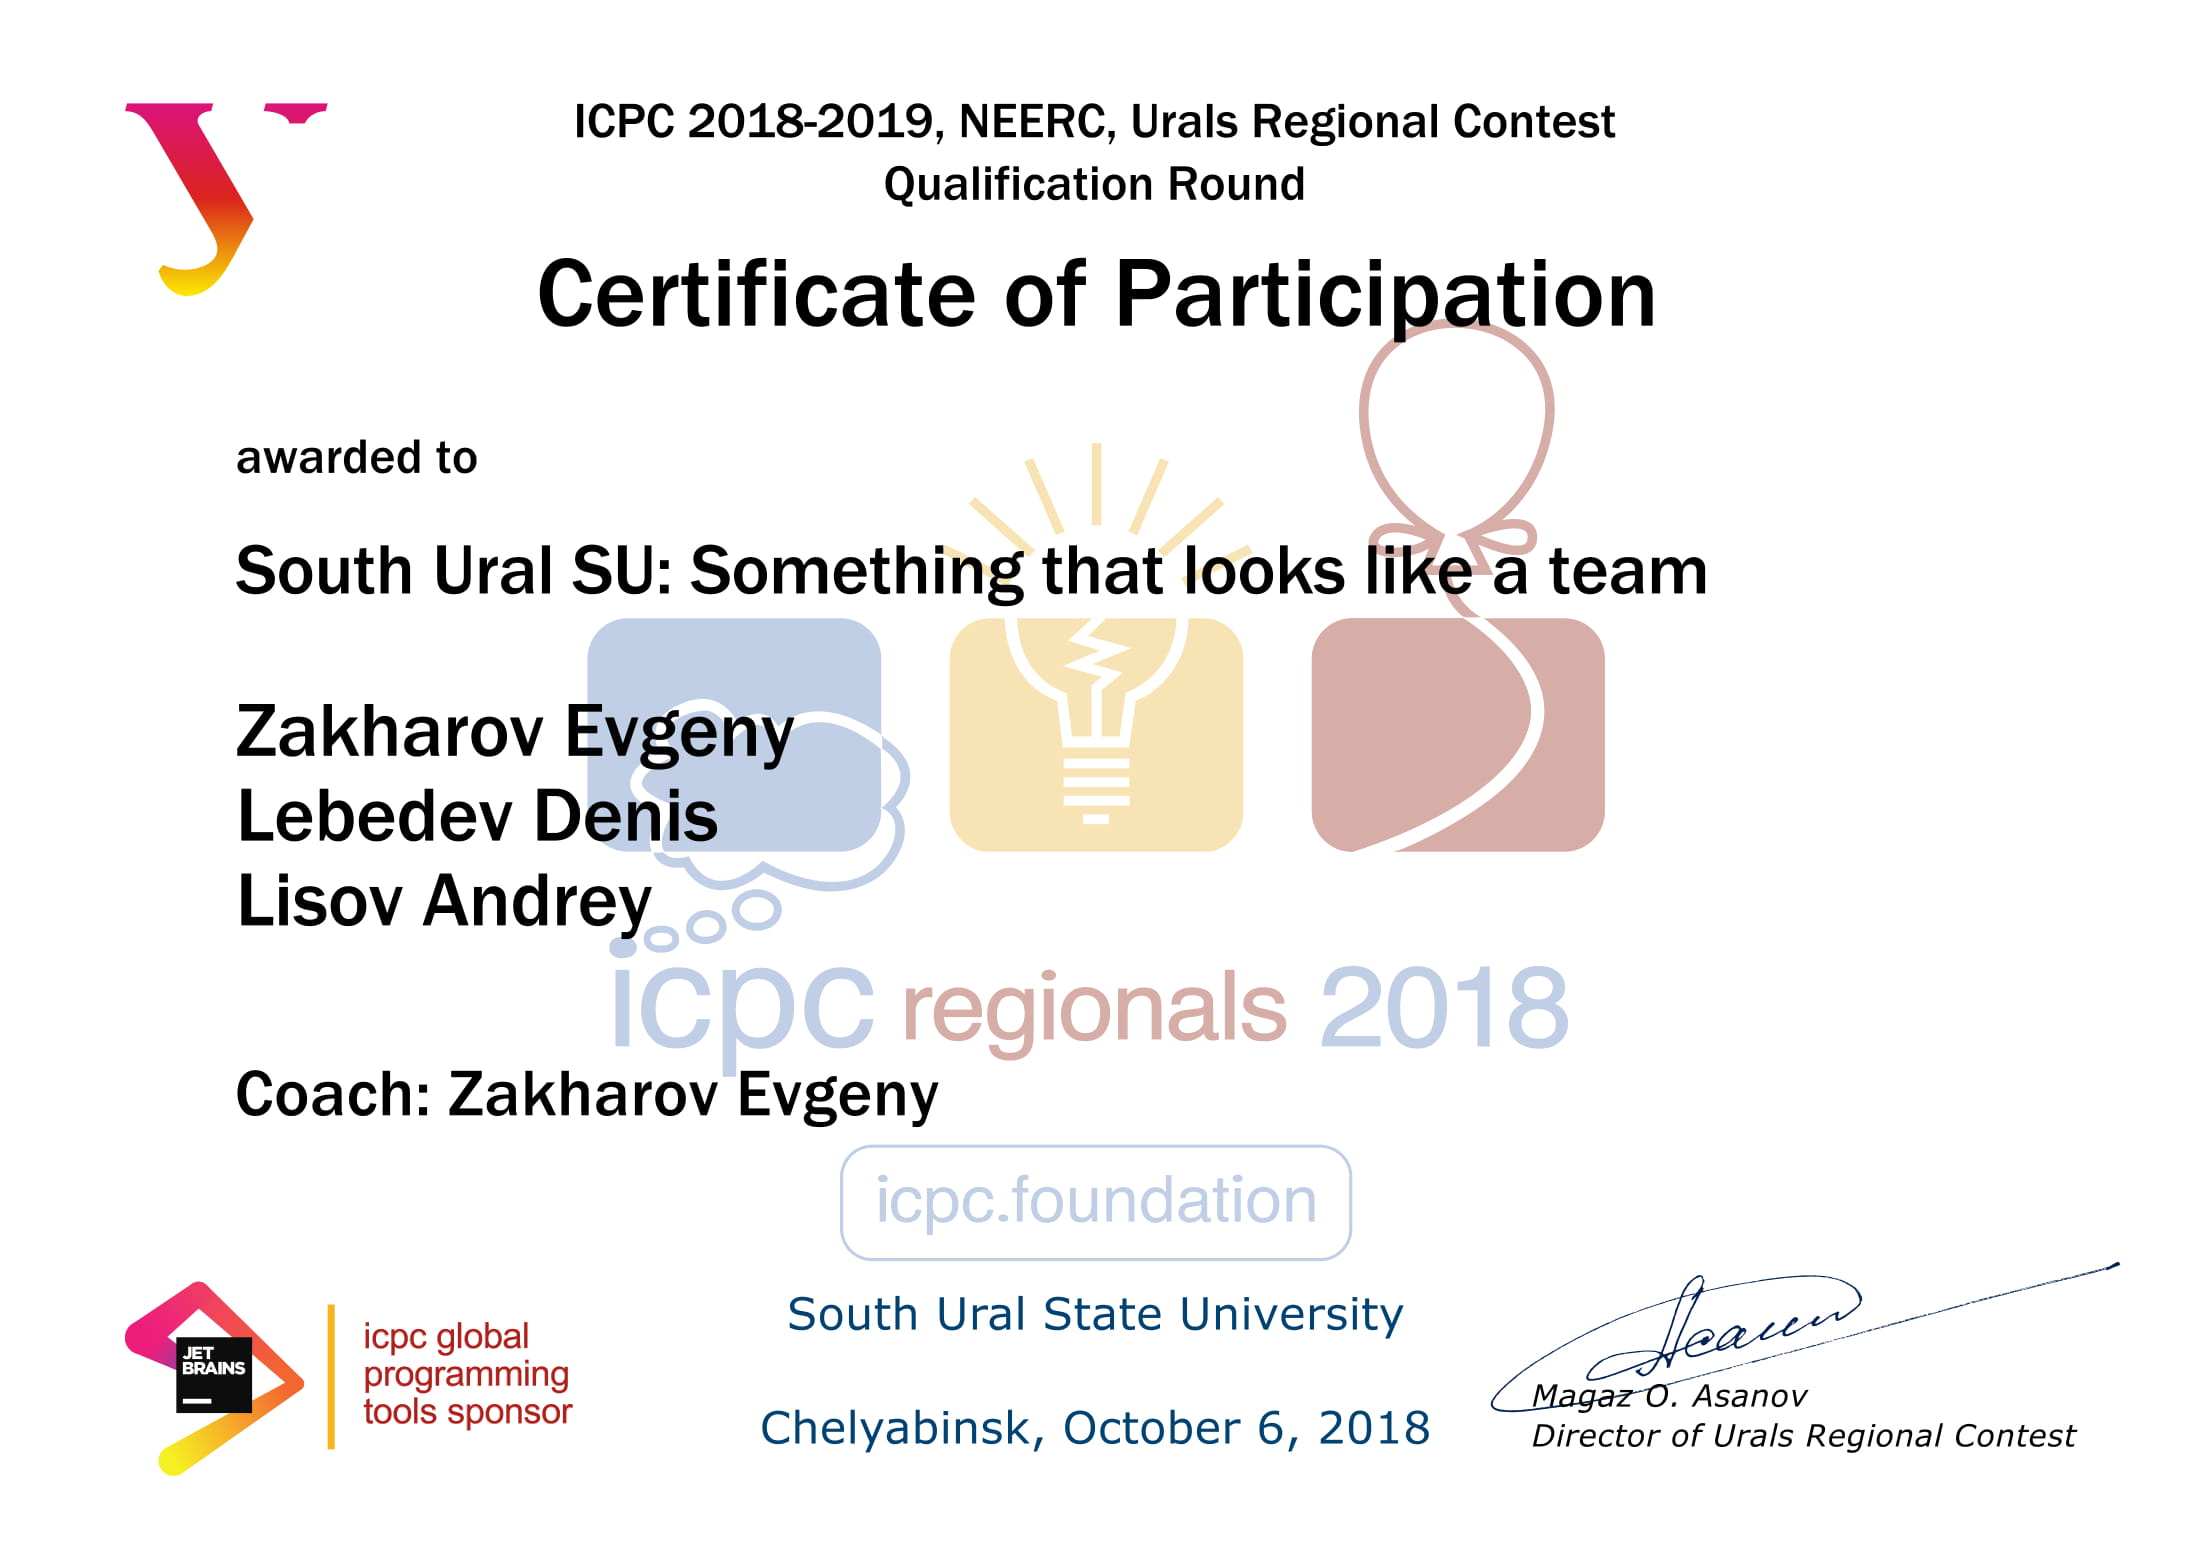 ICPC 2018-2019, NEERC, Urals Regional Contest
Qualification Round
Certificate of Participation
awarded to
South Ural SU: Something that looks like a team
Zakharov Evgeny
Lebedev Denis
Lisov Andrey
icpc regionals 2018
Coach: Zakharov Evgeny
icpc.foundation
JET
BRAINS
icpc global
programming
tools sponsor
South Ural State University
Chelyabinsk, October 6, 2018
Magaz O. Asanov
Director of Urals Regional Contest